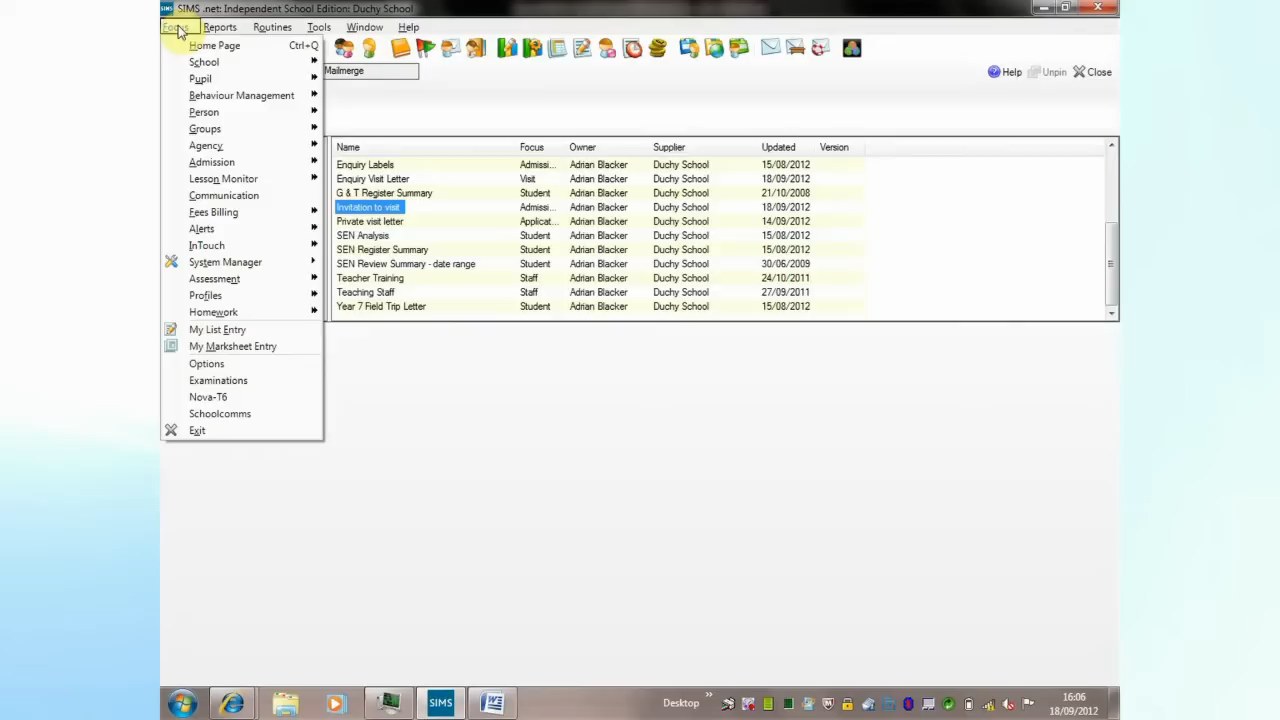 SIMS .net: Independent School Edition: Duchy School
Focus Reports Routines Tools Window Help
Home Page Ctrl+Q
School
Pupil
Behaviour Management
Person
Groups
Agency
Admission
Lesson Monitor
Communication
Fees Billing
Alerts
InTouch
System Manager
Assessment
Profiles
Homework
My List Entry
My Marksheet Entry
Options
Examinations
Nova-T6
Schoolcomms
Exit
Mailmerge
Help Unpin Close
Name Focus Owner Supplier Updated Version
Enquiry Labels Admissi... Adrian Blacker Duchy School 15/08/2012
Enquiry Visit Letter Visit Adrian Blacker Duchy School 18/09/2012
G & T Register Summary Student Adrian Blacker Duchy School 21/10/2008
Invitation to visit Admissi... Adrian Blacker Duchy School 18/09/2012
Private visit letter Applicat... Adrian Blacker Duchy School 14/09/2012
SEN Analysis Student Adrian Blacker Duchy School 15/08/2012
SEN Register Summary Student Adrian Blacker Duchy School 15/08/2012
SEN Review Summary - date range Student Adrian Blacker Duchy School 30/06/2009
Teacher Training Staff Adrian Blacker Duchy School 24/10/2011
Teaching Staff Staff Adrian Blacker Duchy School 27/09/2011
Year 7 Field Trip Letter Student Adrian Blacker Duchy School 15/08/2012
SIMS
Desktop
16:06
18/09/2012